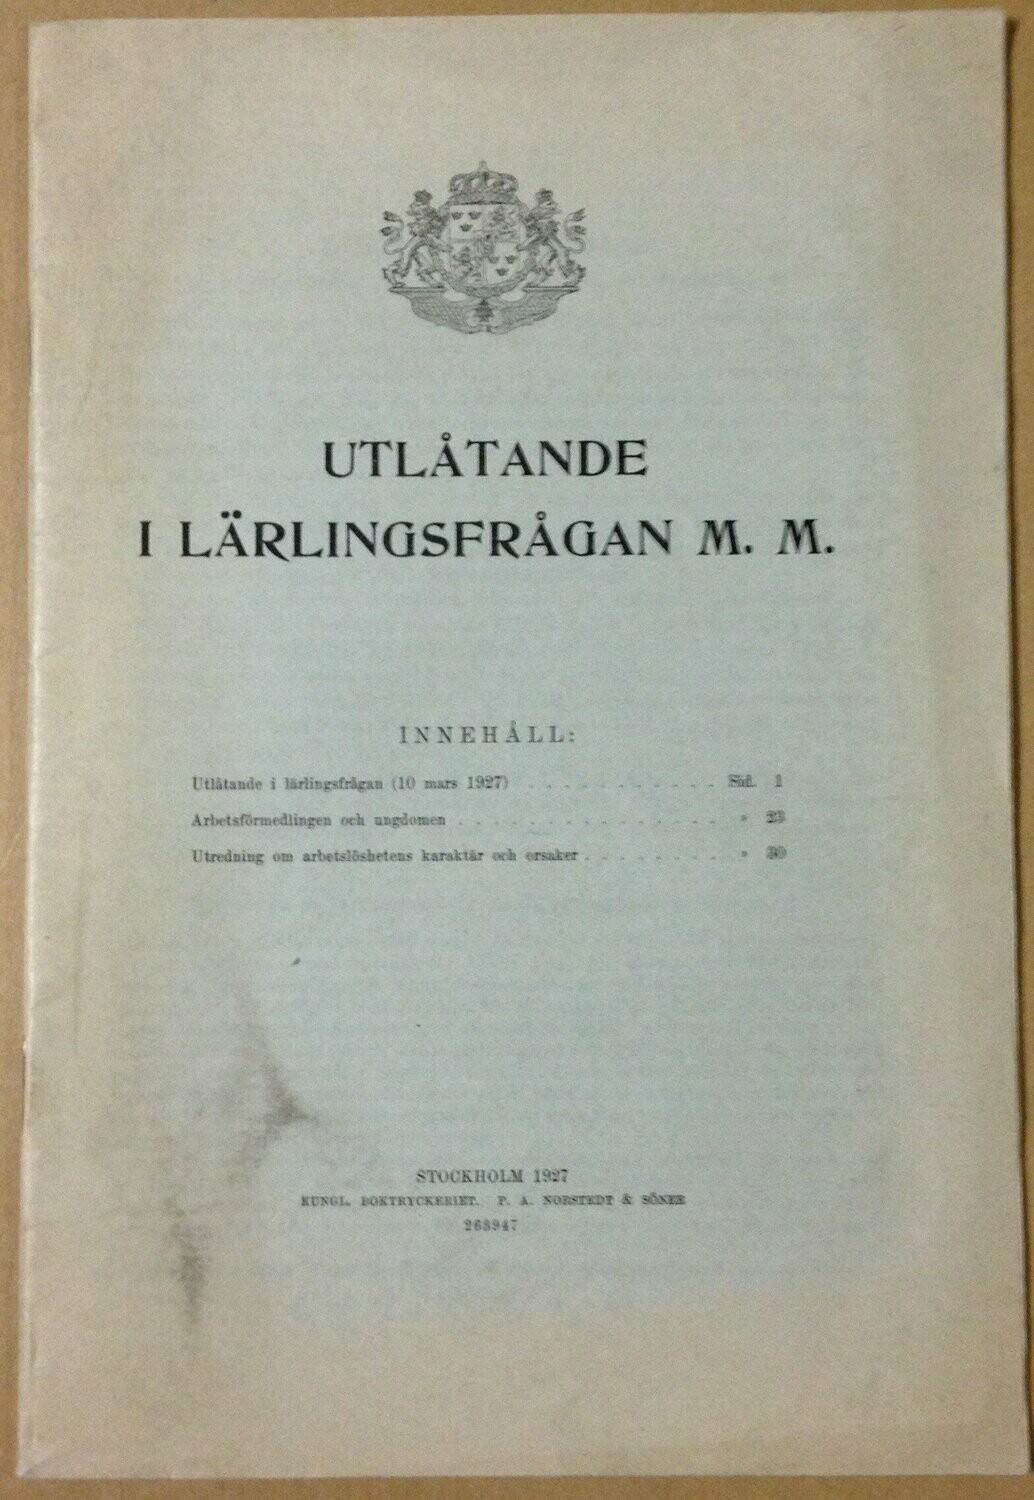 UTLÅTANDE
I LÄRLINGSFRÅGAN M. M.
INNEHÅLL:
Utlåtande i lärlingsfrågan (10 mars 1927) . . . . . . . . . . . Sid. 1
Arbetsförmedlingen och ungdomen . . . . . . . . . . . . . . . » 23
Utredning om arbetslöshetens karaktär och orsaker . . . . . . . . » 30
STOCKHOLM 1927
KUNGL. BOKTRYCKERIET. P. A. NORSTEDT & SÖNER
263947